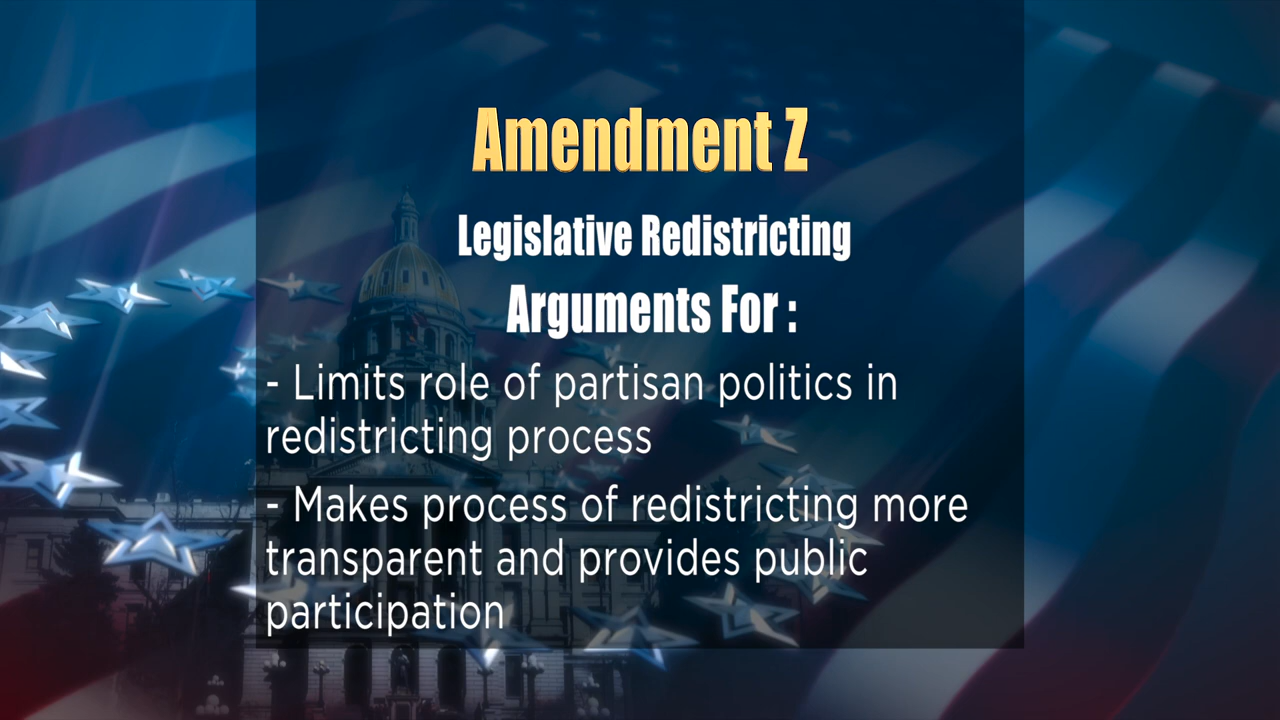 Amendment Z
Legislative Redistricting
Arguments For :
- Limits role of partisan politics in
redistricting process
- Makes process of redistricting more
transparent and provides public
participation